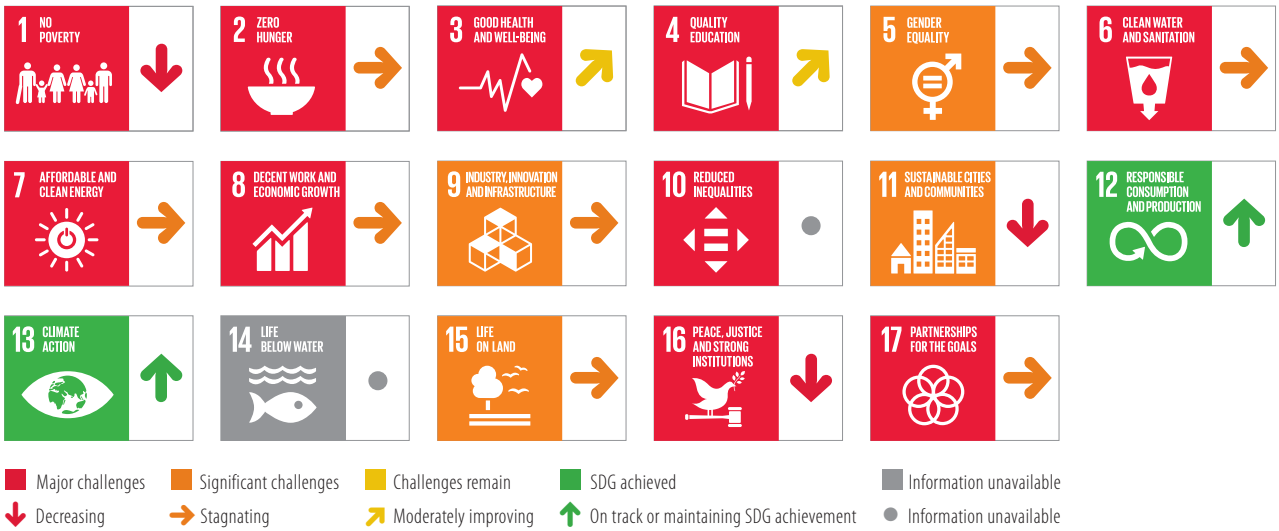 1 NO
POVERTY
2 ZERO
HUNGER
3 GOOD HEALTH
AND WELL-BEING
4 QUALITY
EDUCATION
5 GENDER
EQUALITY
6 CLEAN WATER
AND SANITATION
7 AFFORDABLE AND
CLEAN ENERGY
8 DECENT WORK AND
ECONOMIC GROWTH
9 INDUSTRY, INNOVATION
AND INFRASTRUCTURE
10 REDUCED
INEQUALITIES
11 SUSTAINABLE CITIES
AND COMMUNITIES
12 RESPONSIBLE
CONSUMPTION
AND PRODUCTION
13 CLIMATE
ACTION
14 LIFE
BELOW WATER
15 LIFE
ON LAND
16 PEACE, JUSTICE
AND STRONG
INSTITUTIONS
17 PARTNERSHIPS
FOR THE GOALS
Major challenges
Significant challenges
Challenges remain
SDG achieved
Information unavailable
Decreasing
Stagnating
Moderately improving
On track or maintaining SDG achievement
Information unavailable